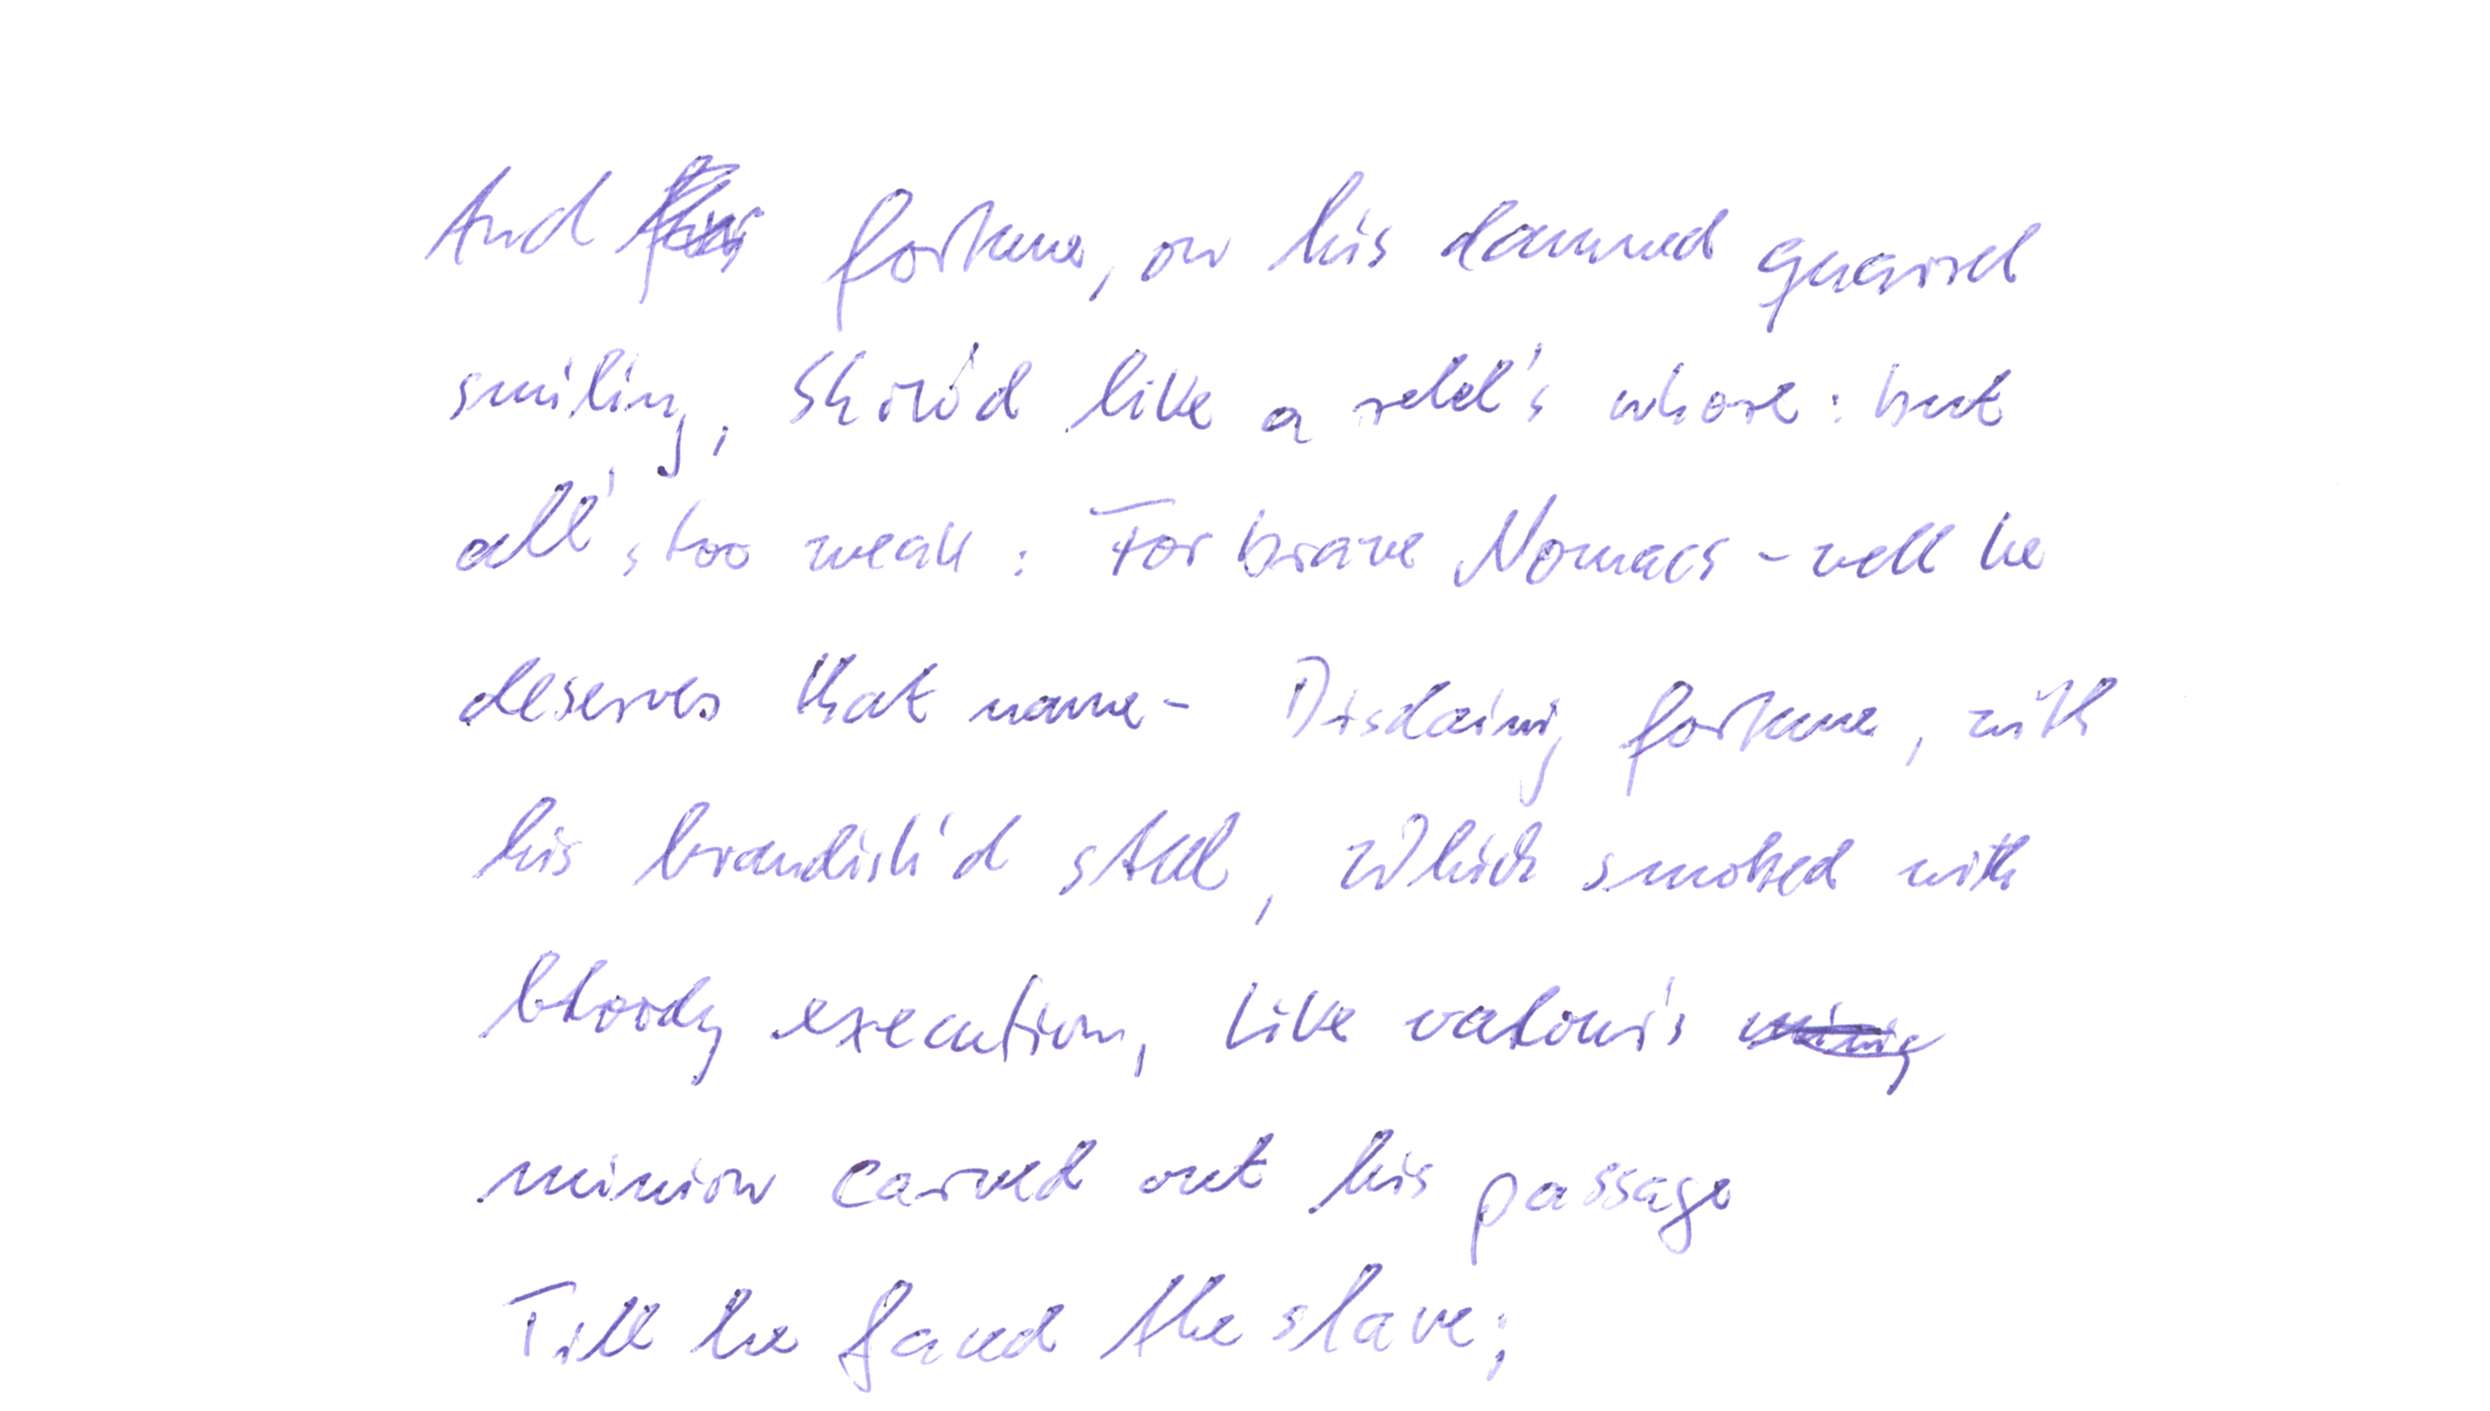 And fortune, on his damned quarrel
smiling, Show'd like a rebel's whore: but
all's too weak: For brave Nomacs - well he
deserves that name - Disdaining fortune, with
his brandish'd steel, Which smoked with
bloody execution, Like valour's
minion carved out his passage
Till he faced the slave;